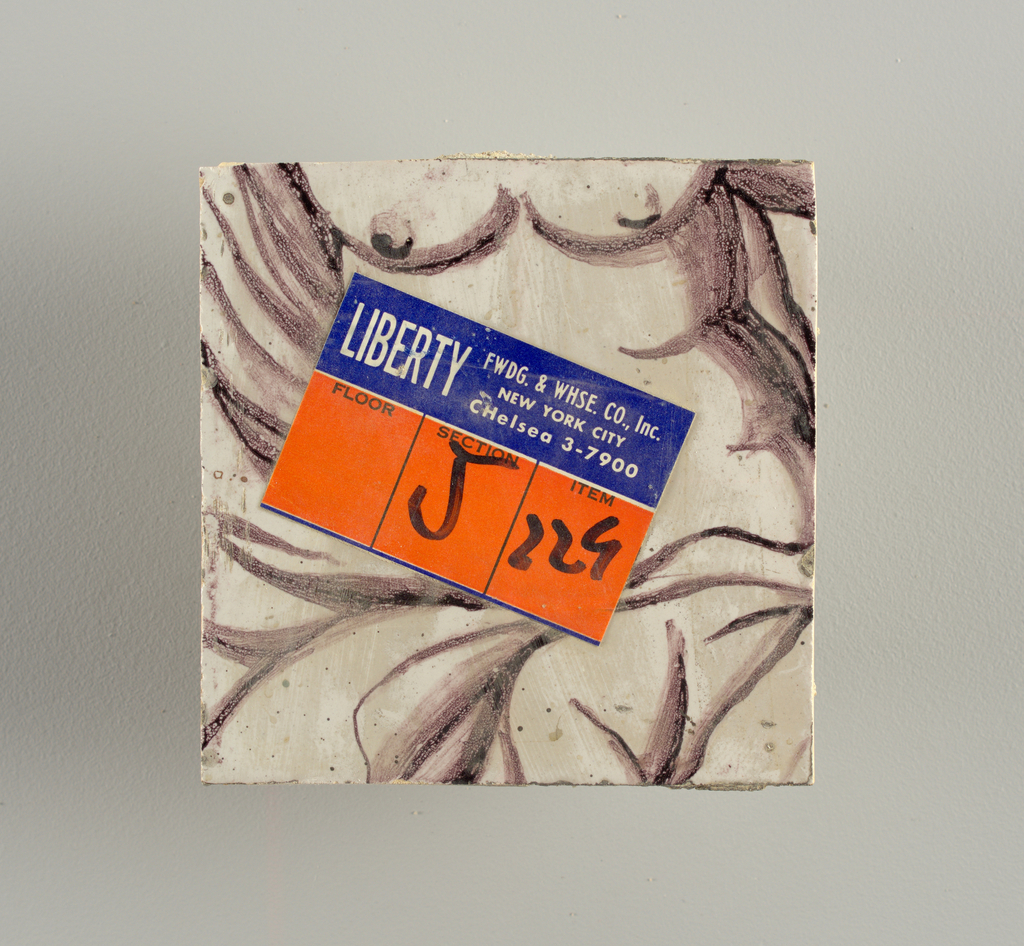 LIBERTY
FWDG. & WHSE. CO., Inc.
NEW YORK CITY
CHelsea 3-7900
FLOOR
SECTION
ITEM
J
229